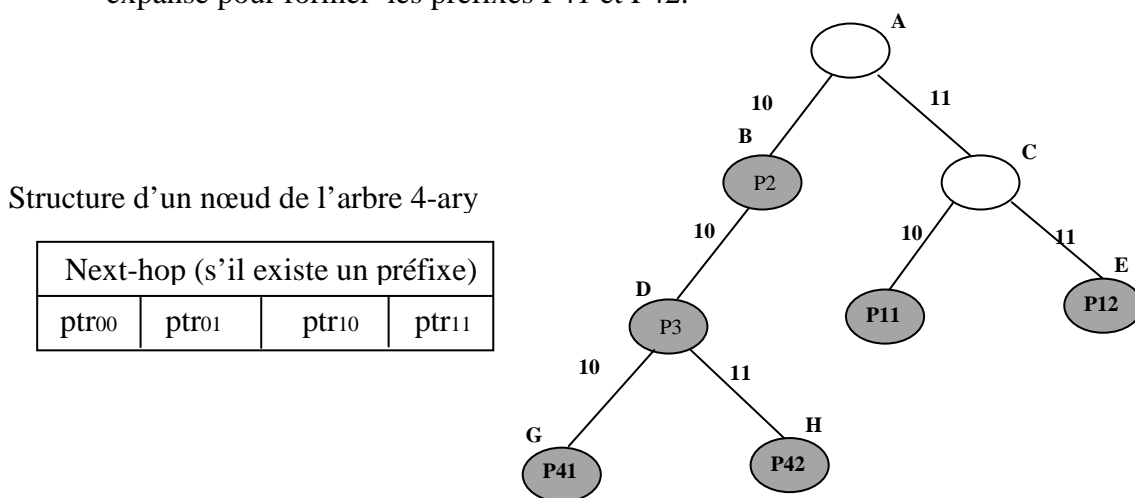 expansé pour former les préfixes P41 et P42.
A
10
11
B
C
P2
Structure d'un nœud de l'arbre 4-ary
10
10
11
Next-hop (s'il existe un préfixe)
E
D
P11
P12
ptr00 ptr01 ptr10 ptr11
P3
10
11
G
H
P41
P42